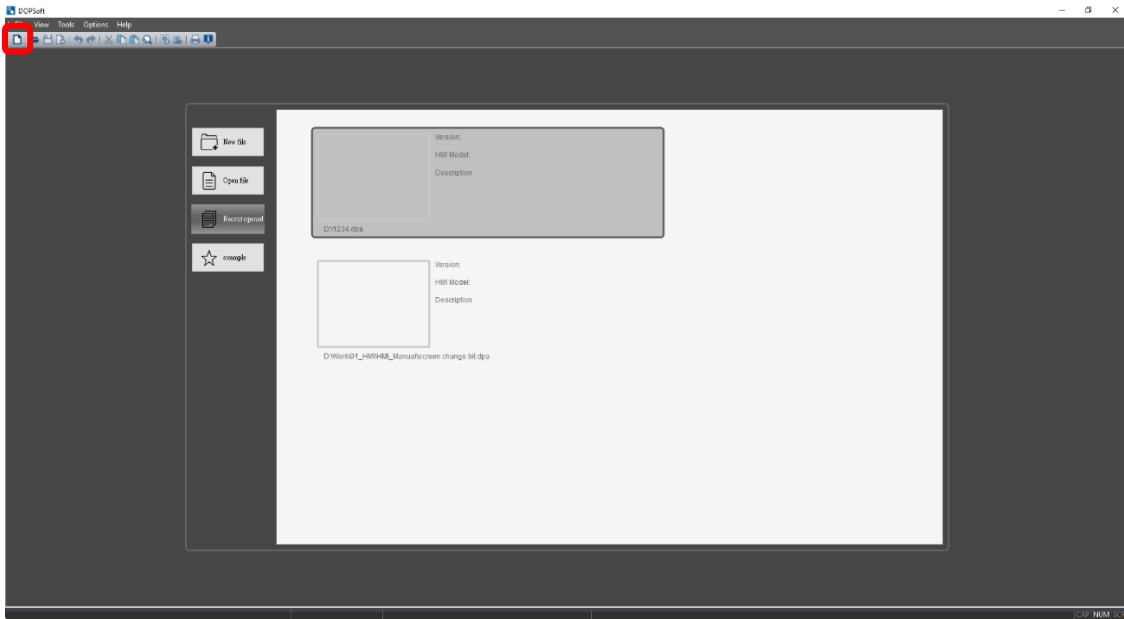 DOPSoft
View Tools Options Help
New file
Open file
Recent opened
example
Version:
HMI Model:
Description
D:\1234.dpa
Version:
HMI Model:
Description
D:\Work\01_HMI\HMI_Manual\screen change bit.dpa
CAP NUM SCR